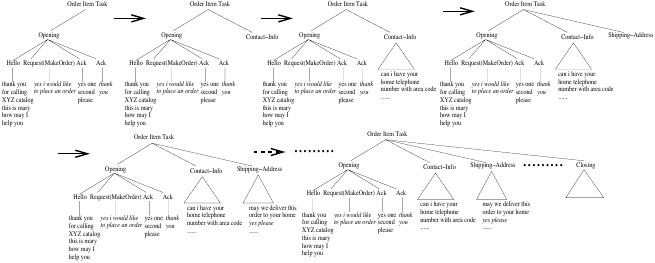 Order Item Task
Opening
Hello Request(MakeOrder) Ack Ack
thank you yes i would like yes one thank
for calling to place an order second you
XYZ catalog please
this is mary
how may I
help you
Order Item Task
Opening Contact-Info
Hello Request(MakeOrder) Ack Ack
thank you yes i would like yes one thank
for calling to place an order second you
XYZ catalog please
this is mary
how may I
help you
Order Item Task
Opening Contact-Info
Hello Request(MakeOrder) Ack Ack
thank you yes i would like yes one thank can i have your
for calling to place an order second you home telephone
XYZ catalog please number with area code
this is mary ......
how may I
help you
Order Item Task
Opening Contact-Info Shipping-Address
Hello Request(MakeOrder) Ack Ack
thank you yes i would like yes one thank can i have your
for calling to place an order second you home telephone
XYZ catalog please number with area code
this is mary ......
how may I
help you
Order Item Task
Opening Contact-Info Shipping-Address
Hello Request(MakeOrder) Ack Ack
thank you yes i would like yes one thank can i have your may we deliver this
for calling to place an order second you home telephone order to your home
XYZ catalog please number with area code ......
this is mary ......
how may I
help you
Order Item Task
Opening Contact-Info Shipping-Address Closing
Hello Request(MakeOrder) Ack Ack
thank you yes i would like yes one thank can i have your may we deliver this
for calling to place an order second you home telephone order to your home
XYZ catalog please number with area code yes please
this is mary ...... ......
how may I
help you